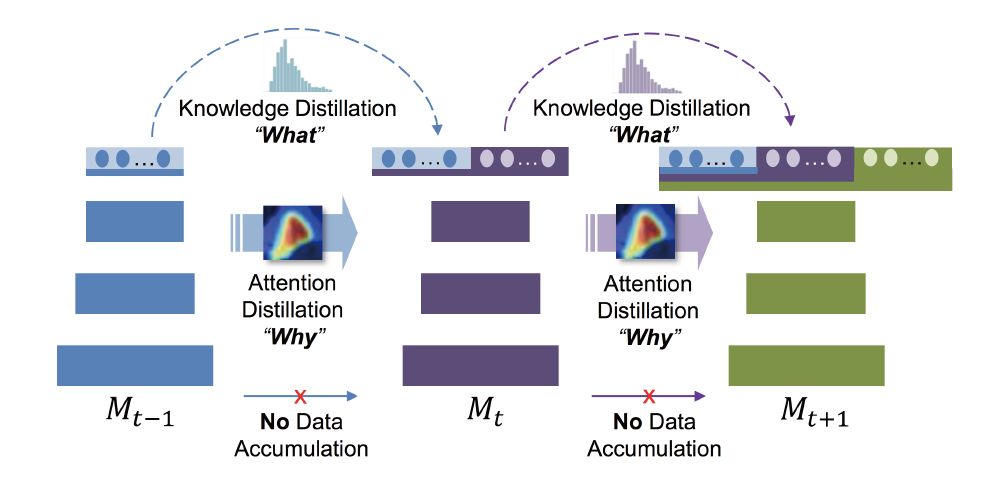 Knowledge Distillation
“What”
Knowledge Distillation
“What”
...
...
...
...
...
...
Attention
Distillation
“Why”
Attention
Distillation
“Why”
M_{t-1}
x
No Data
Accumulation
M_t
x
No Data
Accumulation
M_{t+1}